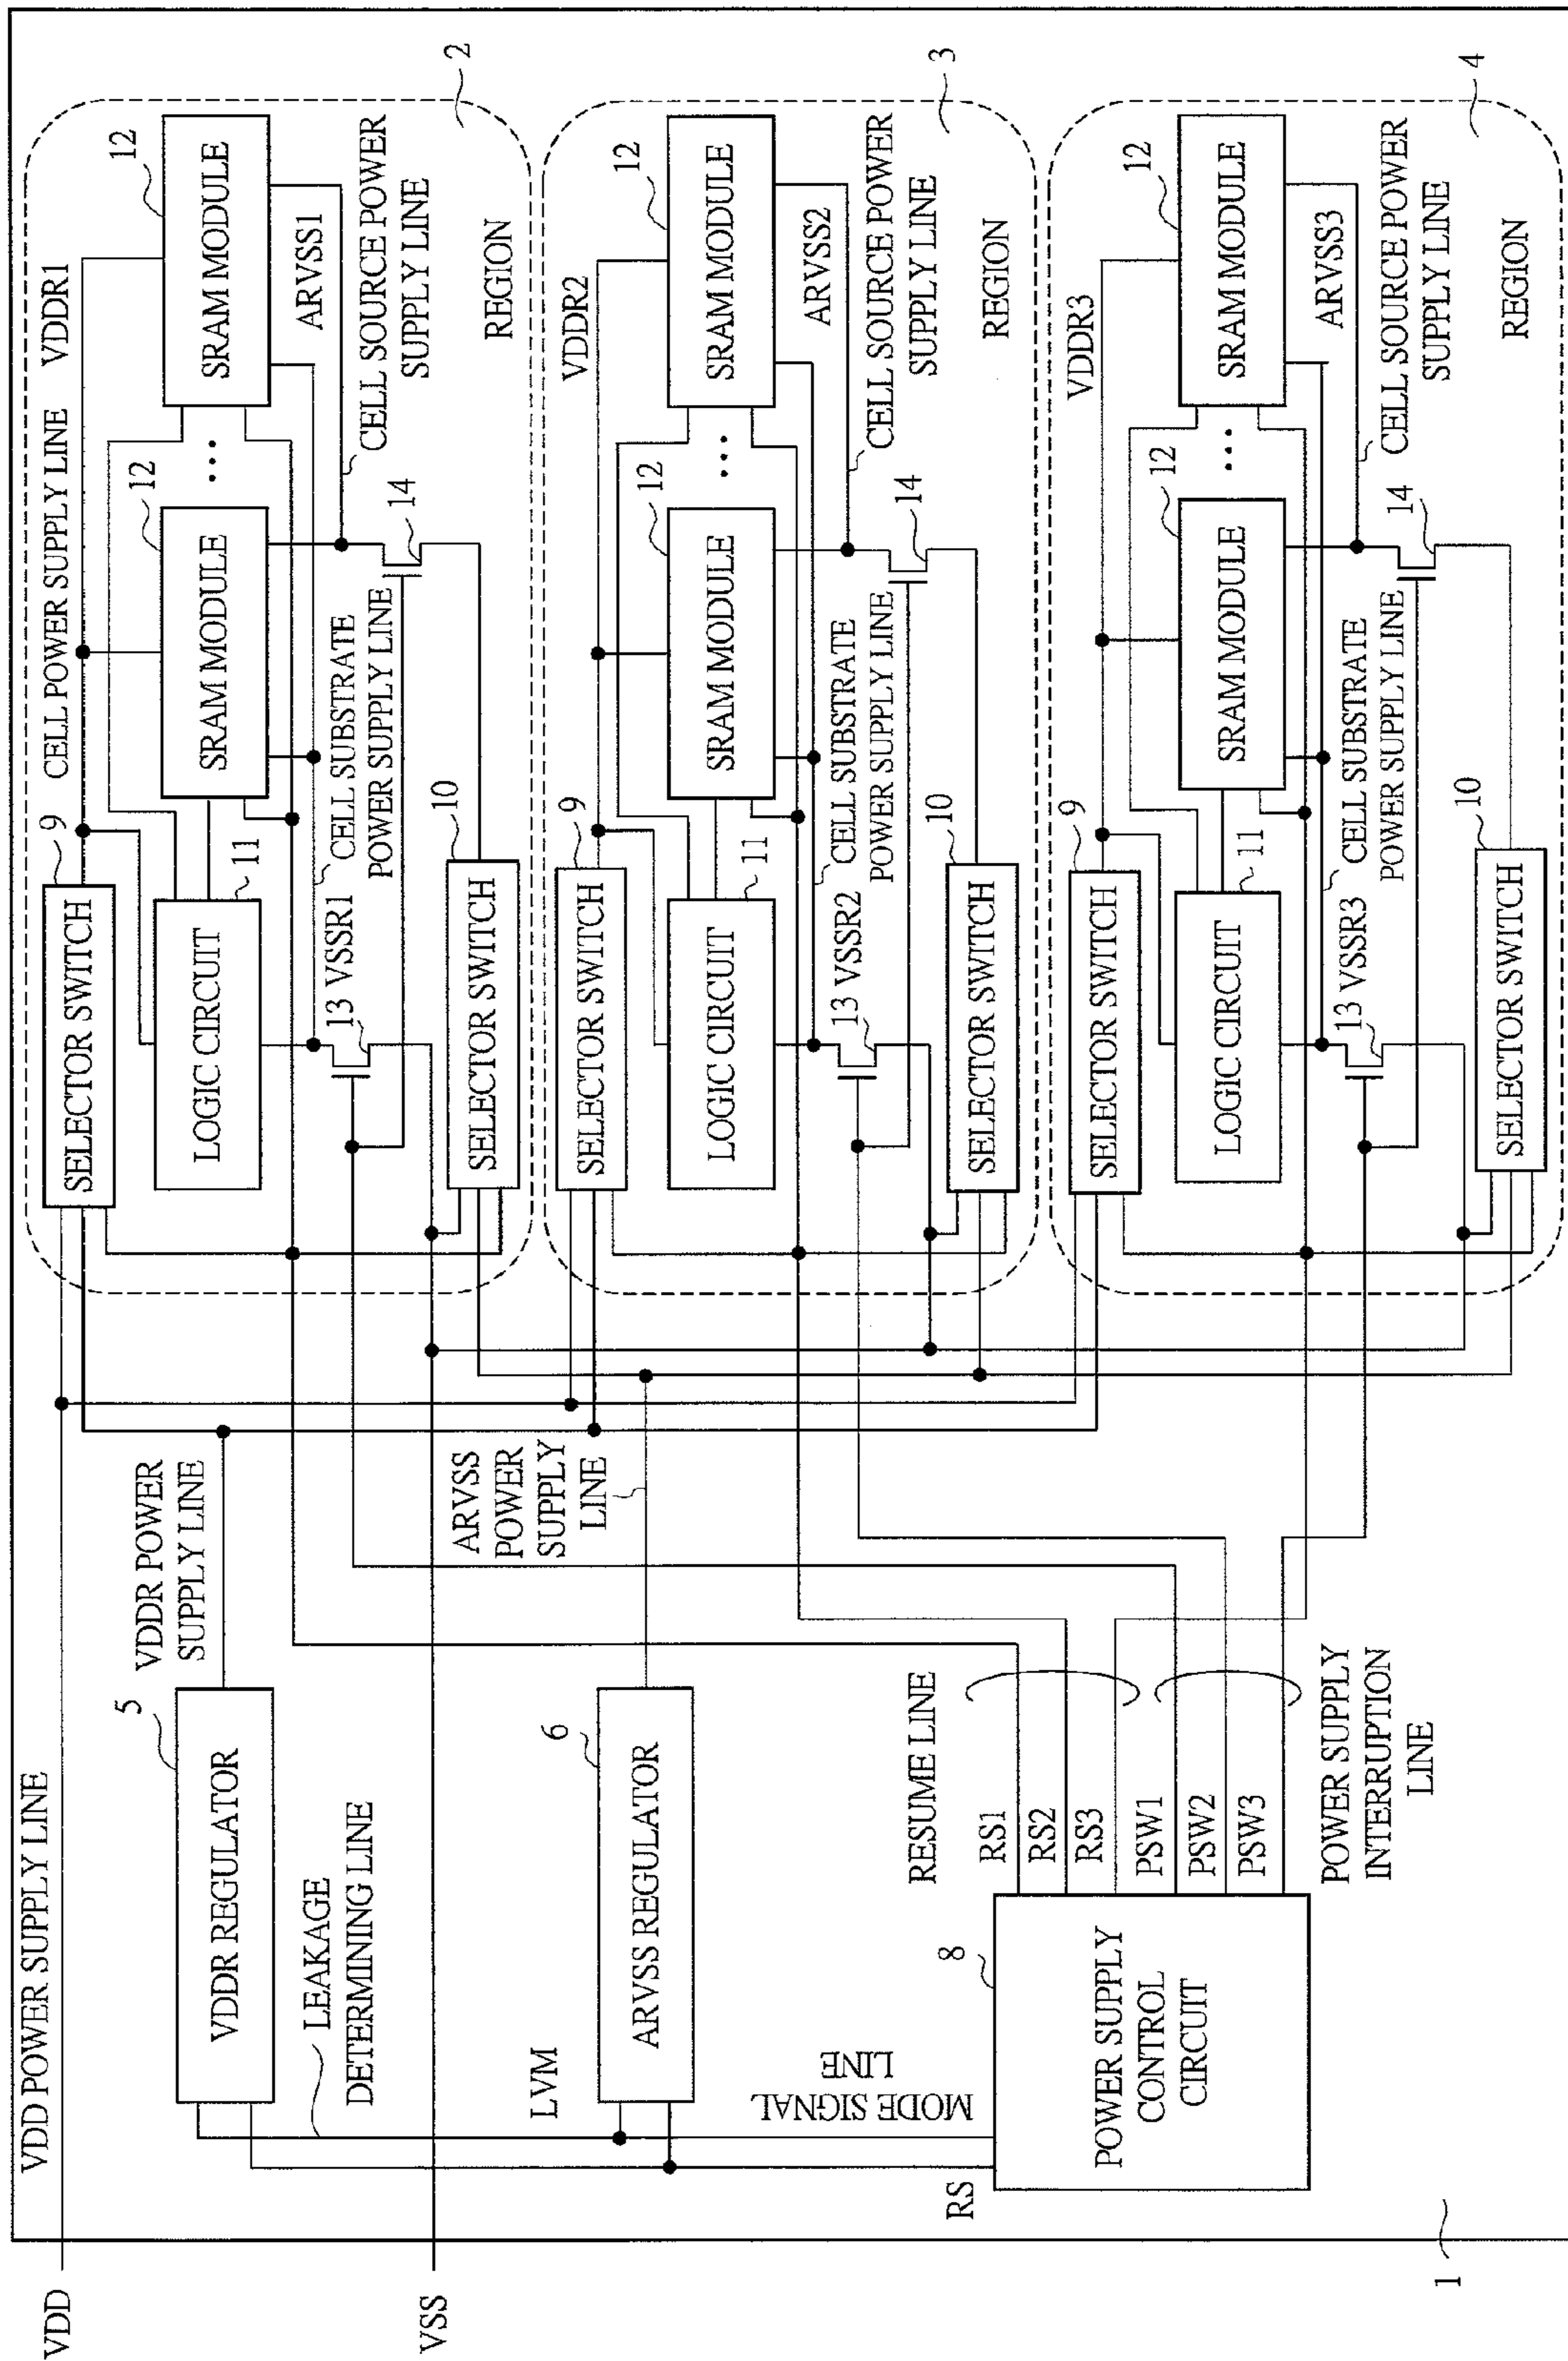 VDD
VDD POWER SUPPLY LINE
VSS
1
5
VDDR REGULATOR
VDDR POWER
SUPPLY LINE
LEAKAGE
DETERMINING LINE
LVM
6
ARVSS REGULATOR
ARVSS
POWER
SUPPLY
LINE
MODE SIGNAL
LINE
RS
8
POWER SUPPLY
CONTROL
CIRCUIT
RESUME LINE
RS1
RS2
RS3
PSW1
PSW2
PSW3
POWER SUPPLY
INTERRUPTION
LINE
9
SELECTOR SWITCH
CELL POWER SUPPLY LINE
VDDR1
LOGIC CIRCUIT
11
12
SRAM MODULE
...
12
SRAM MODULE
ARVSS1
13 VSSR1
CELL SUBSTRATE
POWER SUPPLY LINE
14
CELL SOURCE POWER
SUPPLY LINE
SELECTOR SWITCH
10
REGION
2
9
SELECTOR SWITCH
VDDR2
LOGIC CIRCUIT
11
12
SRAM MODULE
...
12
SRAM MODULE
ARVSS2
13 VSSR2
CELL SUBSTRATE
POWER SUPPLY LINE
14
CELL SOURCE POWER
SUPPLY LINE
SELECTOR SWITCH
10
REGION
3
9
SELECTOR SWITCH
VDDR3
LOGIC CIRCUIT
11
12
SRAM MODULE
...
12
SRAM MODULE
ARVSS3
13 VSSR3
CELL SUBSTRATE
POWER SUPPLY LINE
14
CELL SOURCE POWER
SUPPLY LINE
SELECTOR SWITCH
10
REGION
4